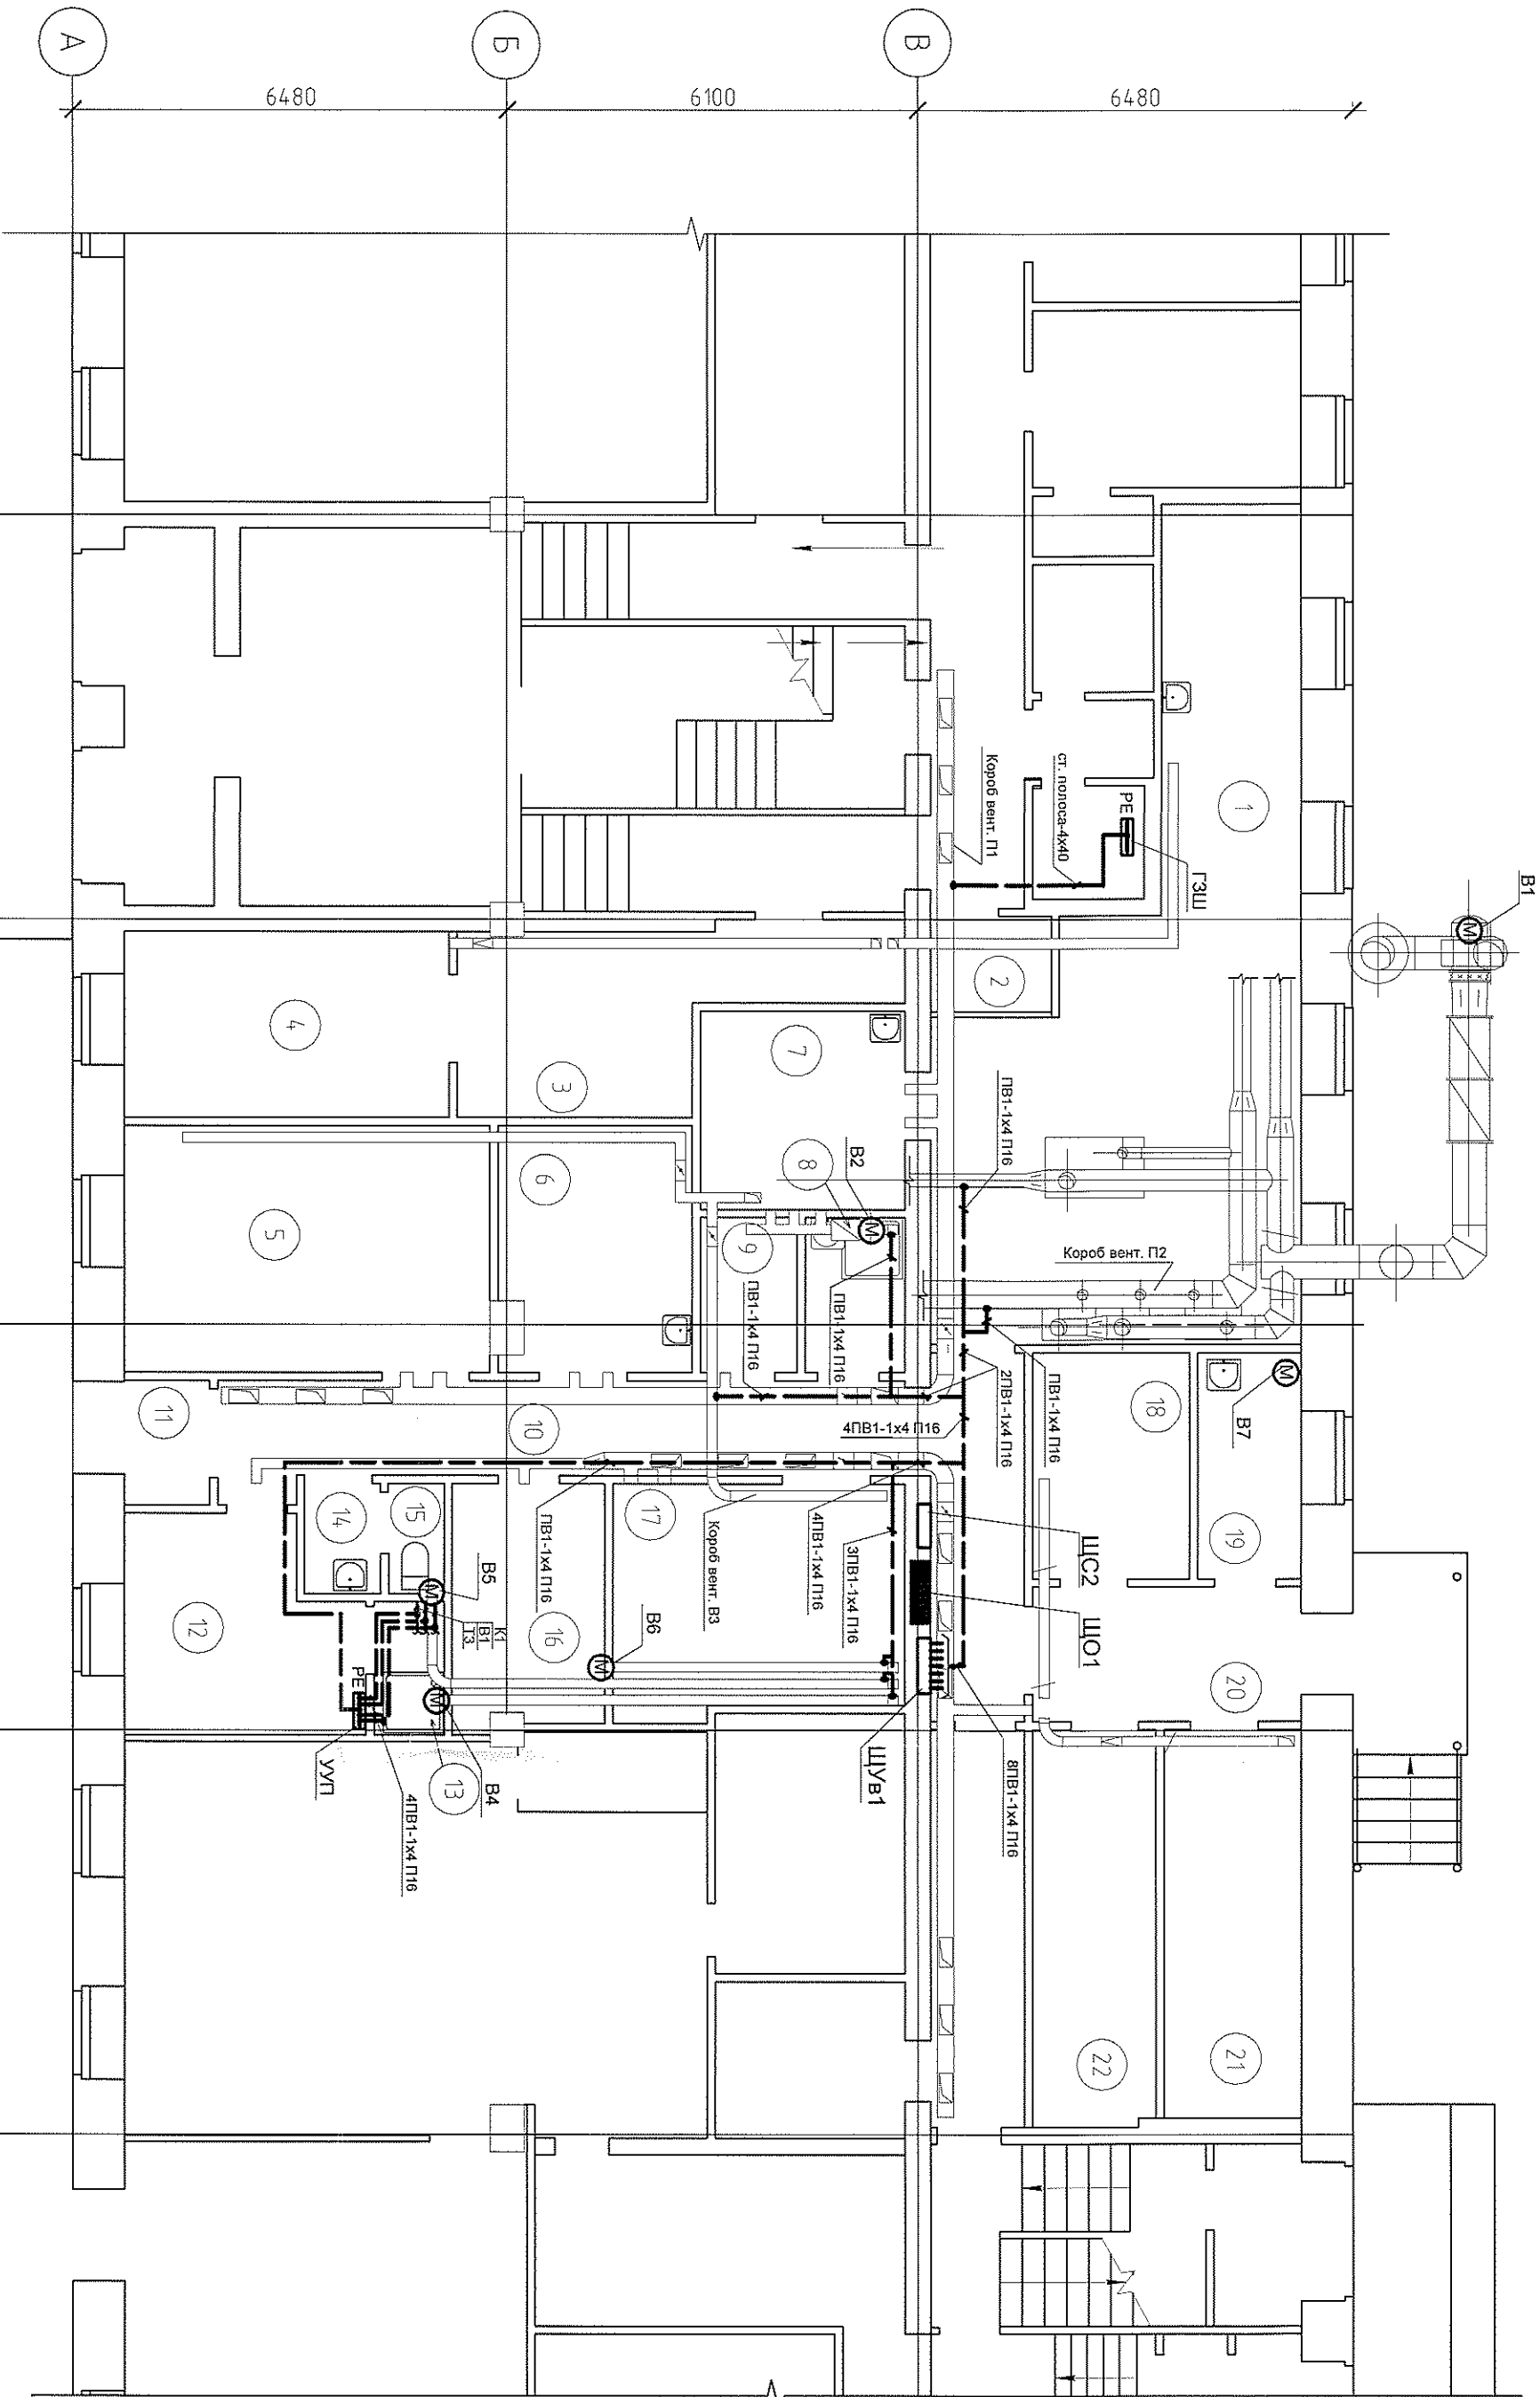 А
Б
В
6480
6100
6480
В1
1
ГЗШ
РЕ
ст. полоса-4х40
Короб вент. П1
2
3
4
7
ПВ1-1х4 П16
В2
8
6
5
9
Короб вент. П2
ПВ1-1х4 П16
ПВ1-1х4 П16
2ПВ1-1х4 П16
ПВ1-1х4 П16
18
М
В7
М
М
11
10
4ПВ1-1х4 П16
19
14
15
ПВ1-1х4 П16
17
Короб вент. В3
4ПВ1-1х4 П16
3ПВ1-1х4 П16
ЩС2
ЩО1
12
М
В5
К1
В1
Т3
16
В6
М
20
РЕ
М
УУП
4ПВ1-1х4 П16
13
В4
ЩУв1
8ПВ1-1х4 П16
22
21